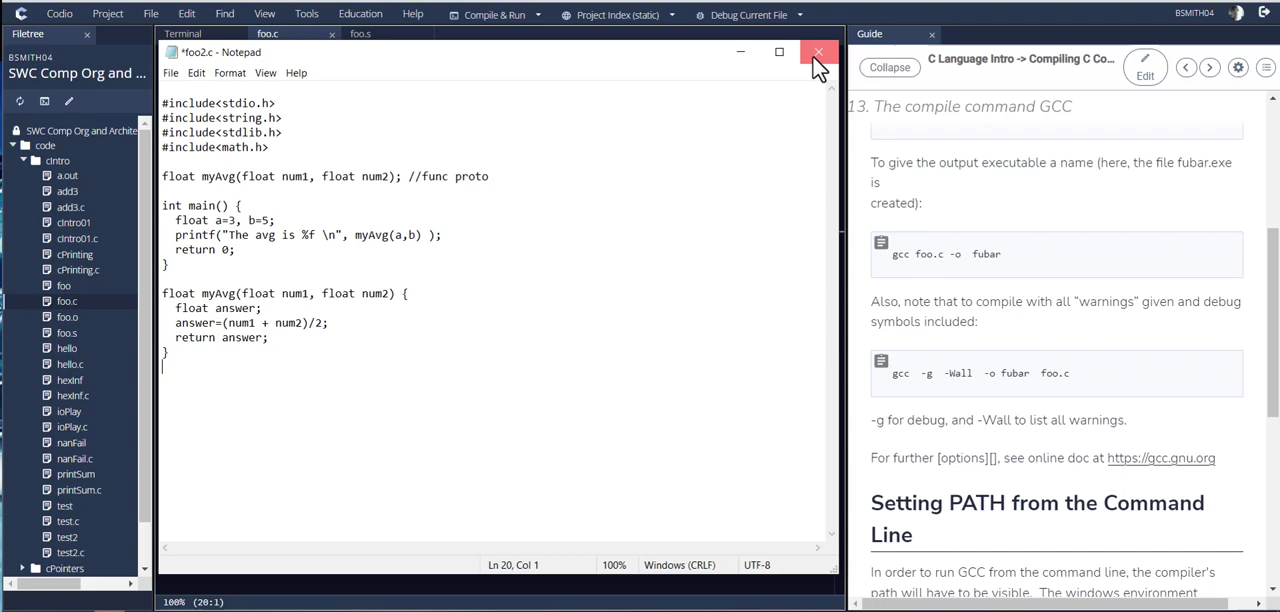 Codio Project File Edit Find View Tools Education Help Compile & Run Project Index (static) Debug Current File BSMITH04
Filetree
BSMITH04
SWC Comp Org and ...
SWC Comp Org and Archite
code
cIntro
a.out
add3
add3.c
cIntro01
cIntro01.c
cPrinting
cPrinting.c
foo
foo.c
foo.o
foo.s
hello
hello.c
hexInf
hexInf.c
ioPlay
ioPlay.c
nanFail
nanFail.c
printSum
printSum.c
test
test.c
test2
test2.c
cPointers
Terminal foo.c foo.s
*foo2.c - Notepad
File Edit Format View Help
#include<stdio.h>
#include<string.h>
#include<stdlib.h>
#include<math.h>
float myAvg(float num1, float num2); //func proto
int main() {
float a=3, b=5;
printf("The avg is %f \n", myAvg(a,b) );
return 0;
}
float myAvg(float num1, float num2) {
float answer;
answer=(num1 + num2)/2;
return answer;
}
Ln 20, Col 1 100% Windows (CRLF) UTF-8
100% (20:1)
Guide
Collapse C Language Intro -> Compiling C Co... Edit
13. The compile command GCC
To give the output executable a name (here, the file fubar.exe
is
created):
gcc foo.c -o fubar
Also, note that to compile with all "warnings" given and debug
symbols included:
gcc -g -Wall -o fubar foo.c
-g for debug, and -Wall to list all warnings.
For further [options][], see online doc at https://gcc.gnu.org
Setting PATH from the Command
Line
In order to run GCC from the command line, the compiler's
path will have to be visible. The windows environment